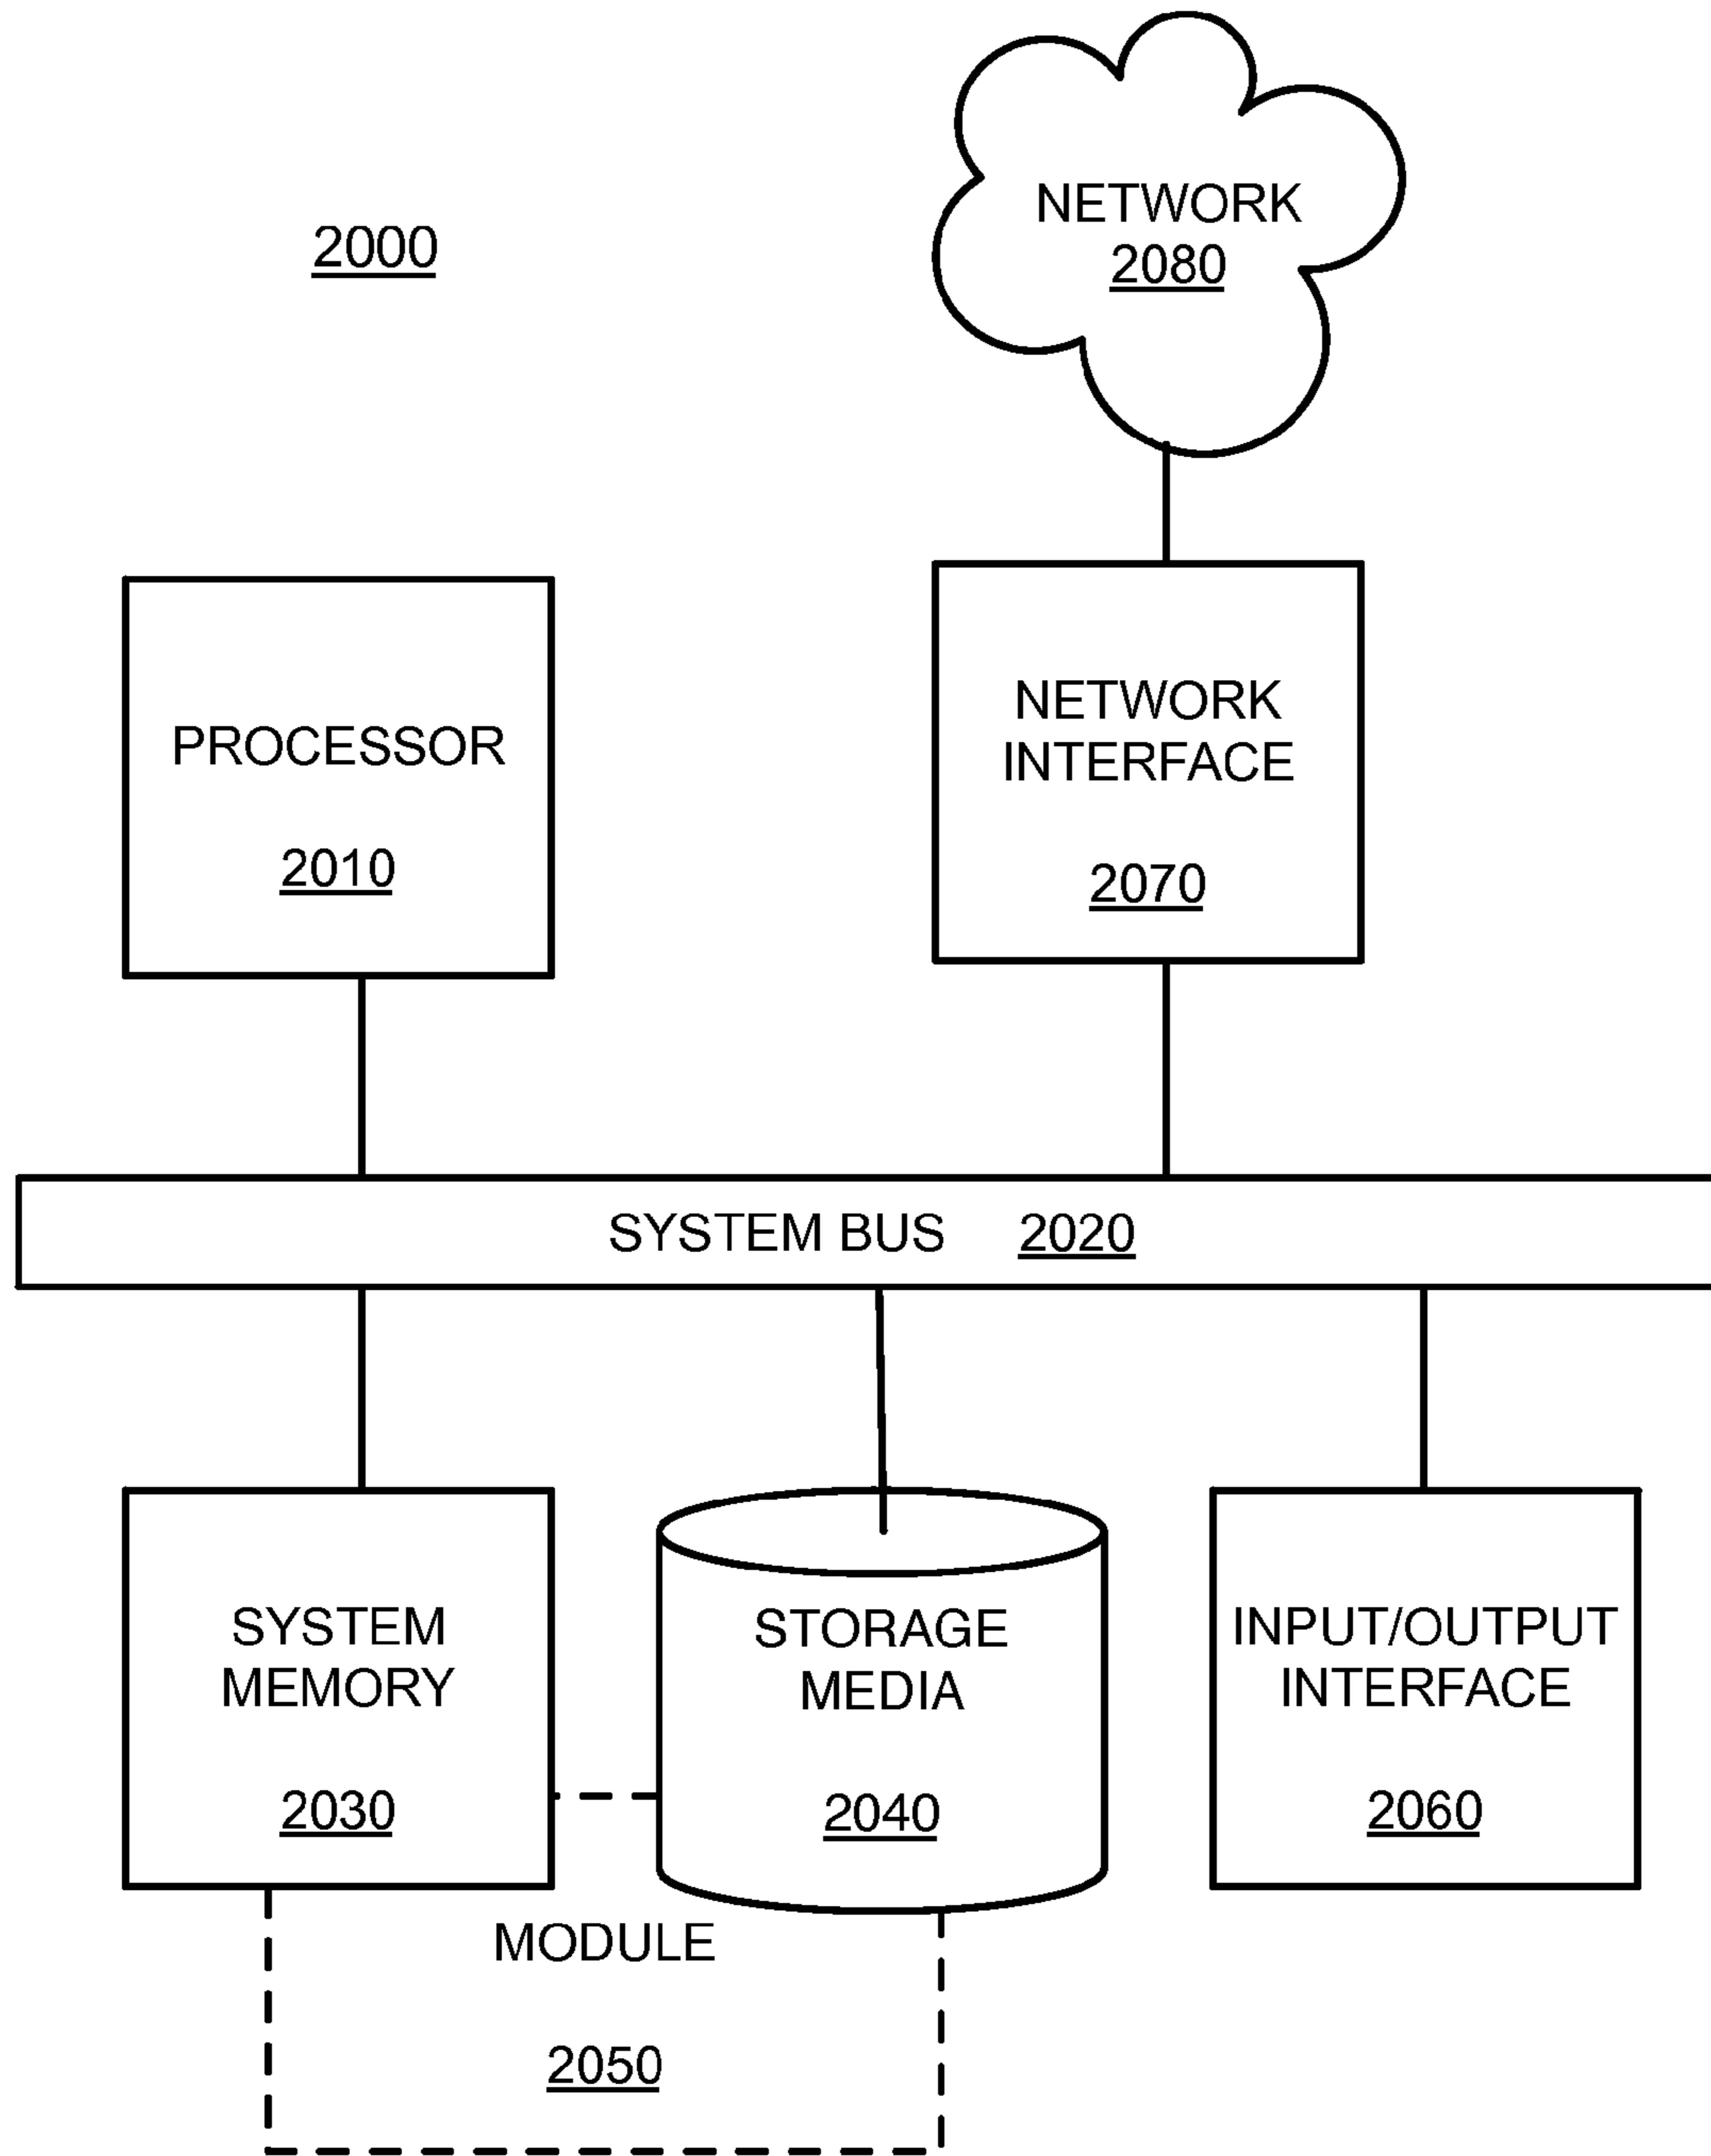 2000
NETWORK
2080
PROCESSOR
2010
NETWORK
INTERFACE
2070
SYSTEM BUS 2020
SYSTEM
MEMORY
2030
STORAGE
MEDIA
2040
INPUT/OUTPUT
INTERFACE
2060
MODULE
2050